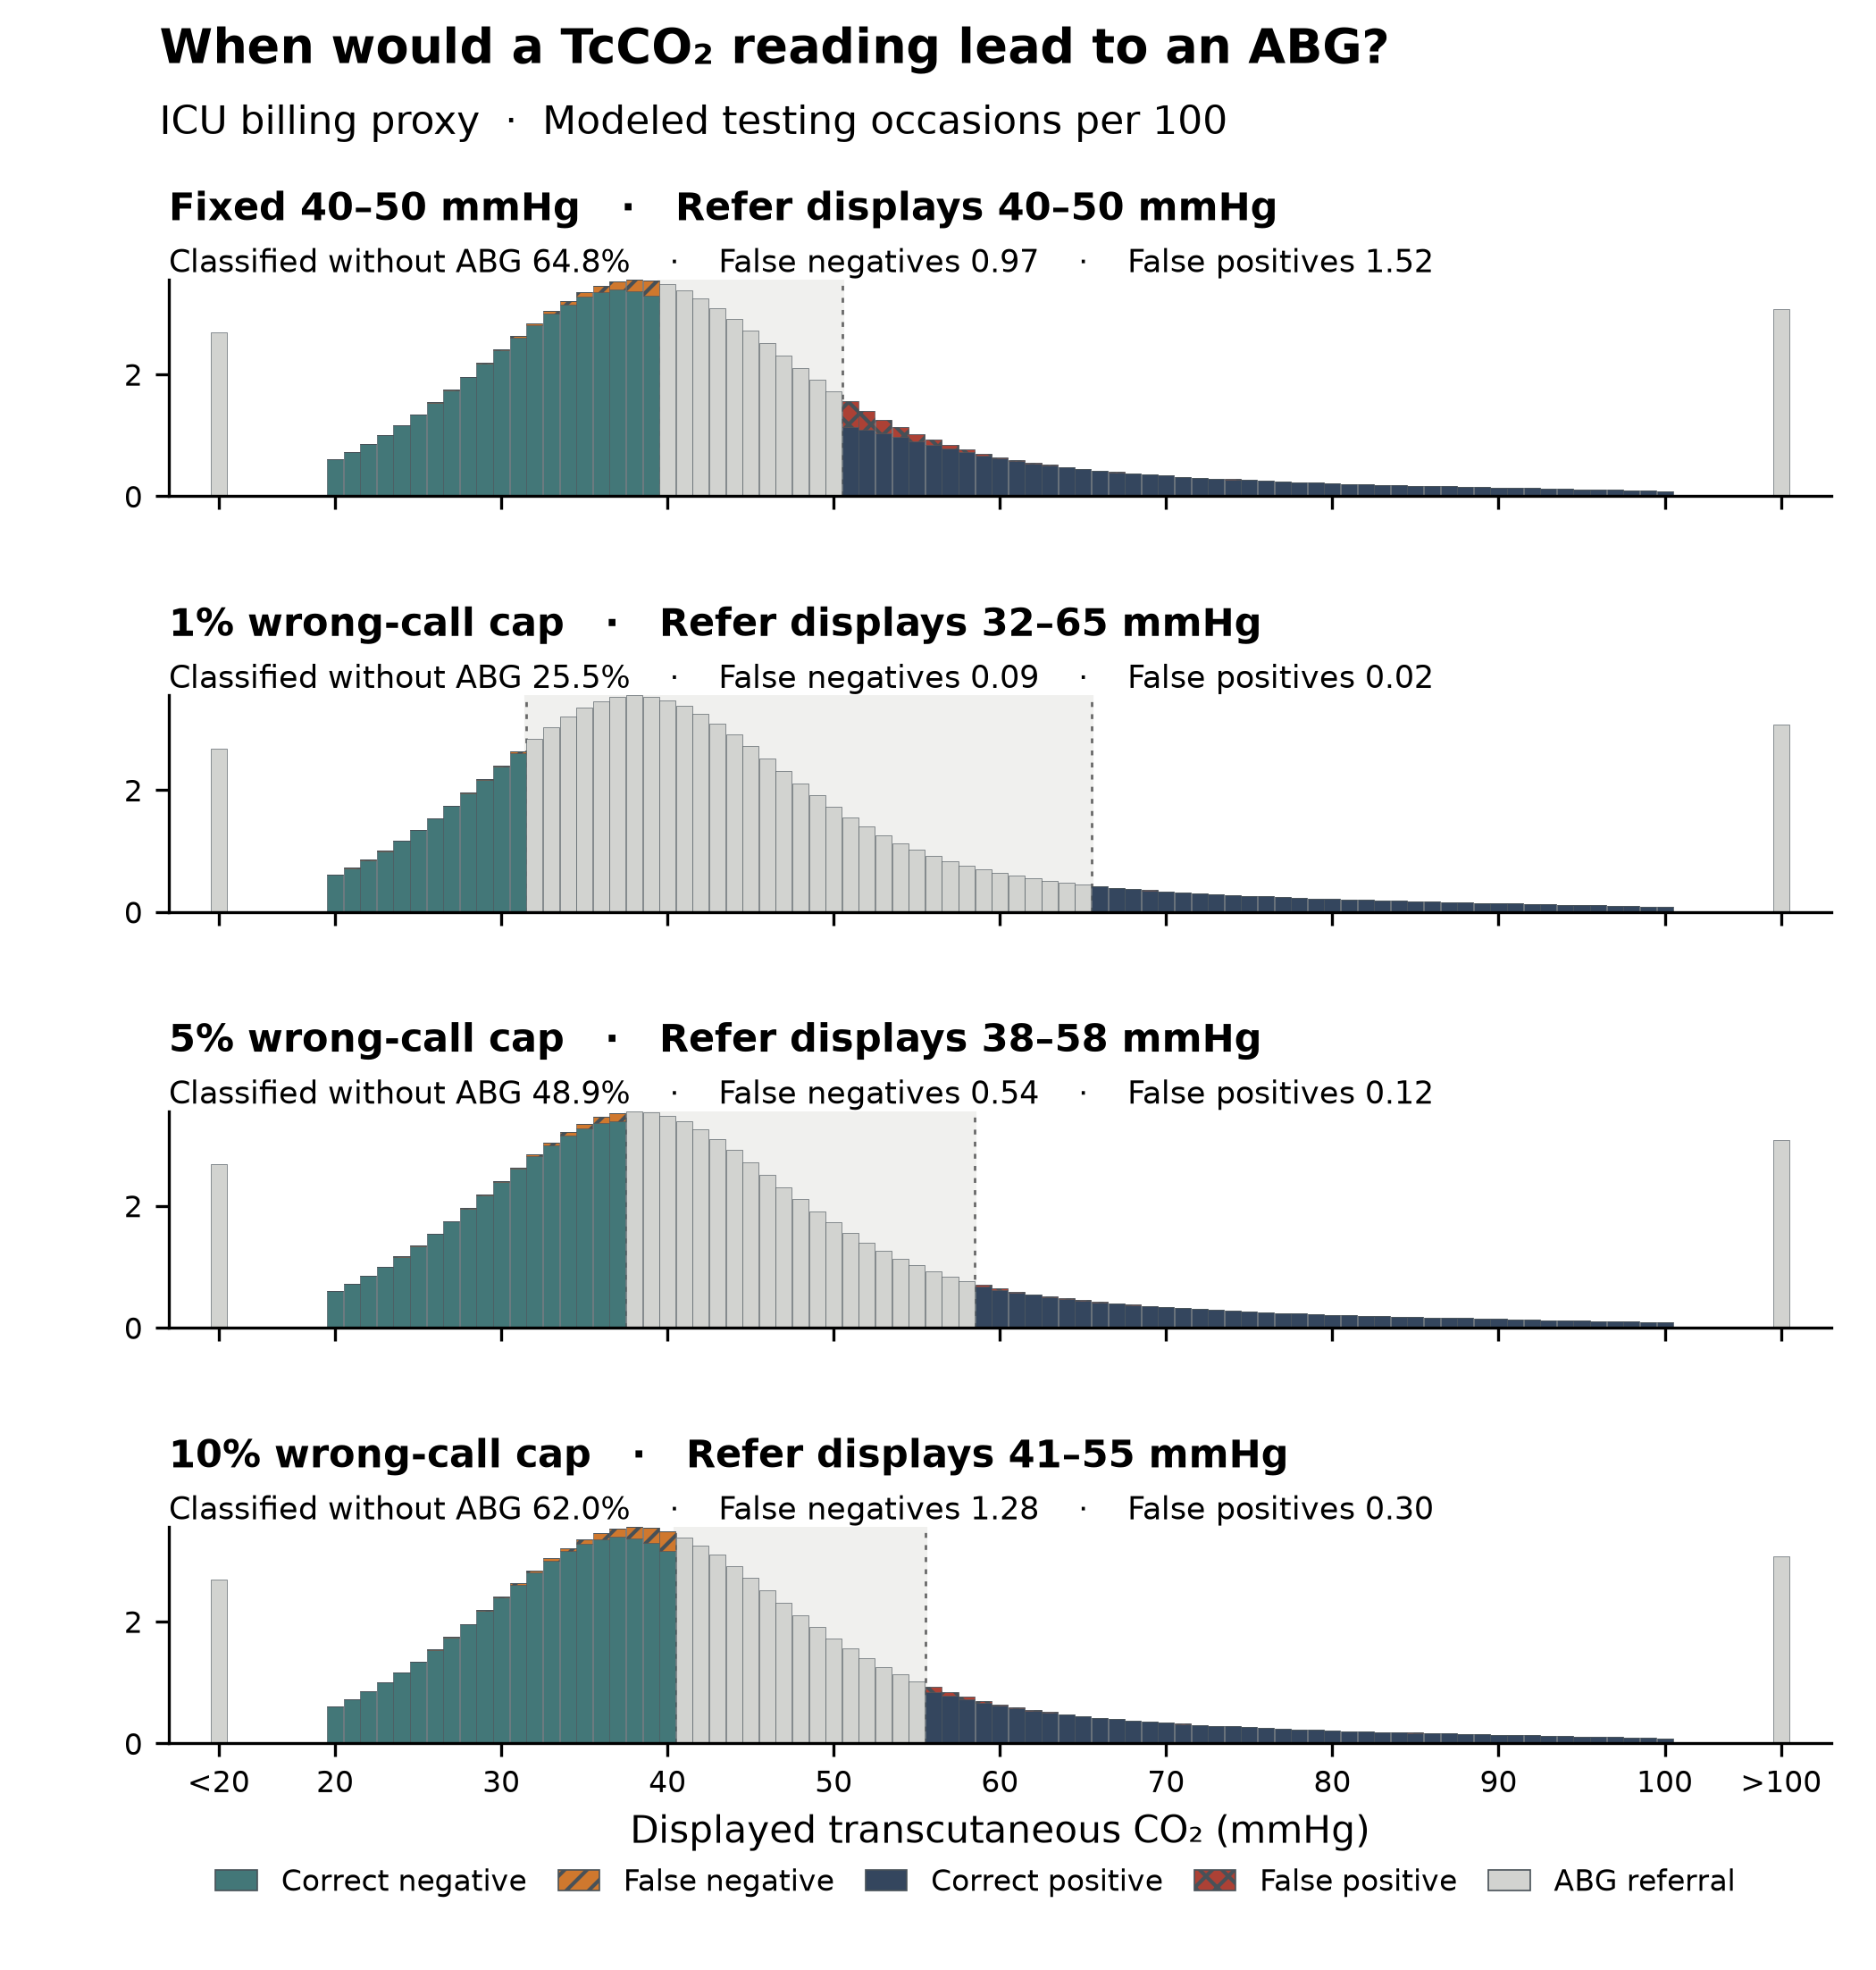 When would a TcCO₂ reading lead to an ABG?
ICU billing proxy · Modeled testing occasions per 100
Fixed 40–50 mmHg · Refer displays 40–50 mmHg
Classified without ABG 64.8% · False negatives 0.97 · False positives 1.52
2
0
1% wrong-call cap · Refer displays 32–65 mmHg
Classified without ABG 25.5% · False negatives 0.09 · False positives 0.02
2
0
5% wrong-call cap · Refer displays 38–58 mmHg
Classified without ABG 48.9% · False negatives 0.54 · False positives 0.12
2
0
10% wrong-call cap · Refer displays 41–55 mmHg
Classified without ABG 62.0% · False negatives 1.28 · False positives 0.30
2
0
<20 20 30 40 50 60 70 80 90 100 >100
Displayed transcutaneous CO₂ (mmHg)
Correct negative False negative Correct positive False positive ABG referral